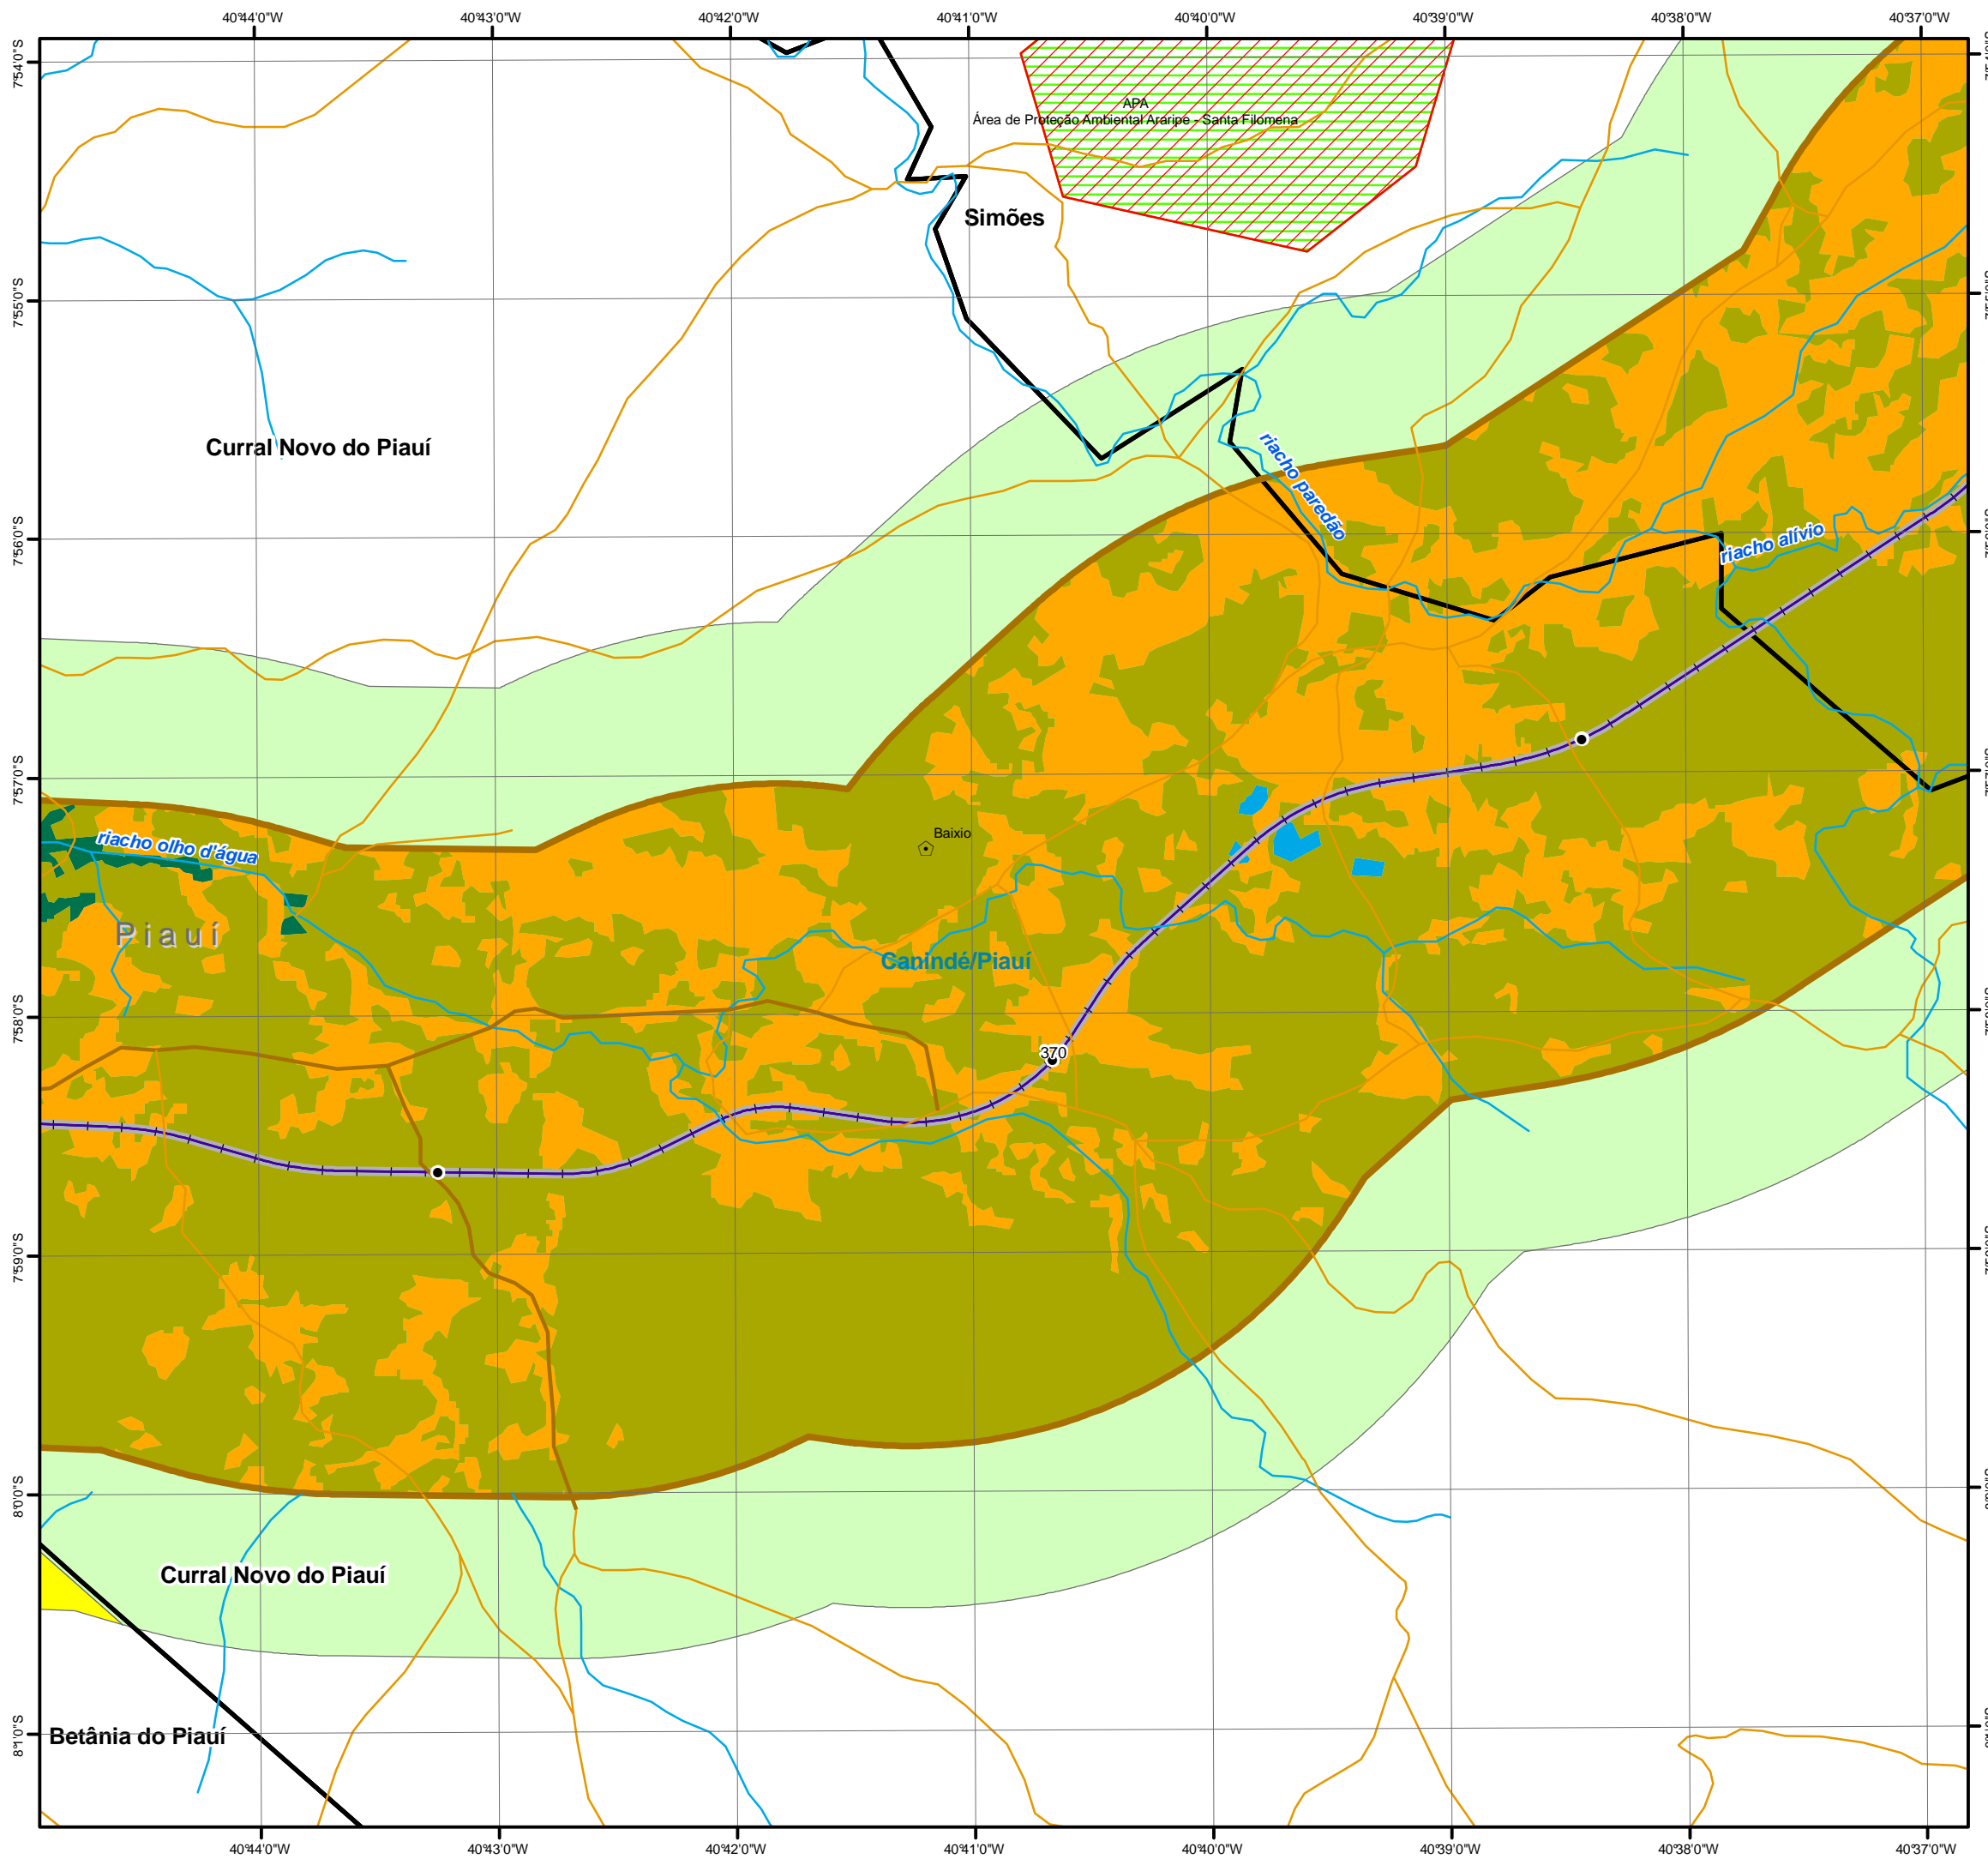 40°44'0"W 40°43'0"W 40°42'0"W 40°41'0"W 40°40'0"W 40°39'0"W 40°38'0"W 40°37'0"W
7°54'0"S
APA
Área de Proteção Ambiental Araripe - Santa Filomena
Simões
7°55'0"S
Curral Novo do Piauí
riacho paredão
7°56'0"S
riacho alívio
7°57'0"S
Baixio
riacho olho d'água
Piauí
Canindé/Piauí
7°58'0"S
370
7°59'0"S
8°0'0"S
Curral Novo do Piauí
Betânia do Piauí
8°1'0"S
40°44'0"W 40°43'0"W 40°42'0"W 40°41'0"W 40°40'0"W 40°39'0"W 40°38'0"W 40°37'0"W